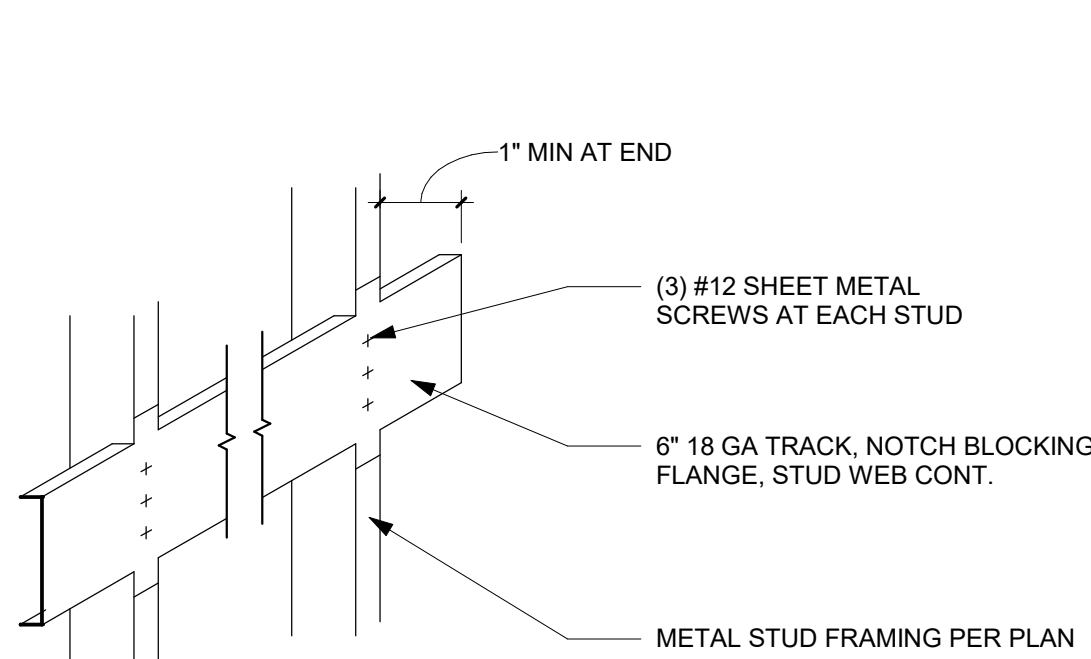 1" MIN AT END
(3) #12 SHEET METAL
SCREWS AT EACH STUD
6" 18 GA TRACK, NOTCH BLOCKING
FLANGE, STUD WEB CONT.
METAL STUD FRAMING PER PLAN